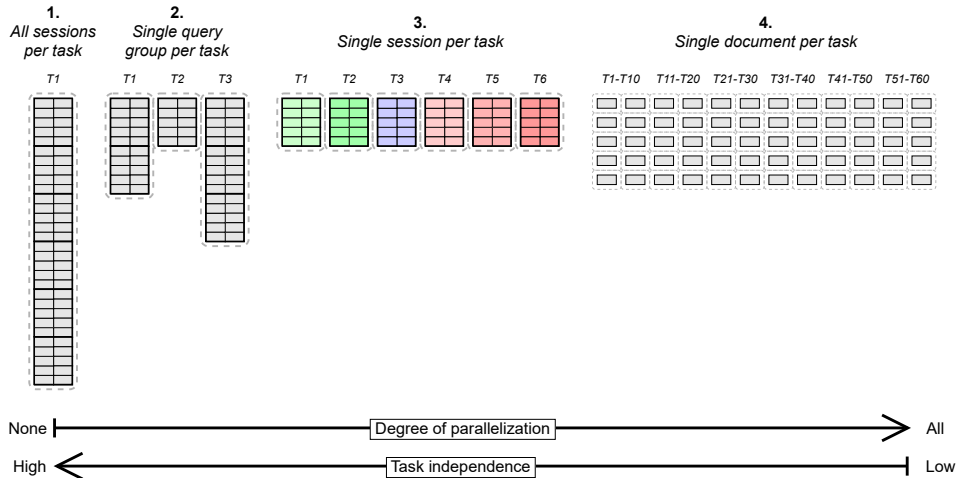 1.
All sessions
per task
2.
Single query
group per task
3.
Single session per task
4.
Single document per task
T1
T1
T2
T3
T1
T2
T3
T4
T5
T6
T1-T10
T11-T20
T21-T30
T31-T40
T41-T50
T51-T60
None
Degree of parallelization
All
High
Task independence
Low